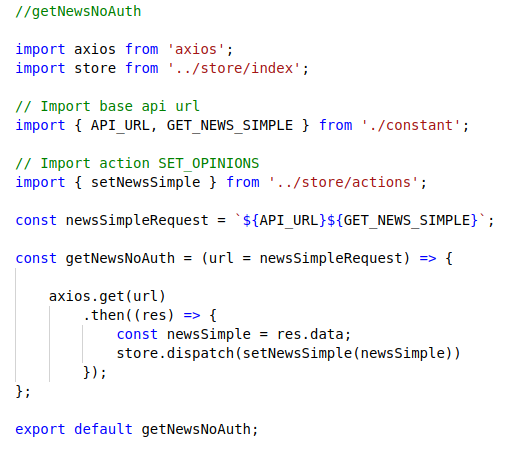 //getNewsNoAuth
import axios from 'axios';
import store from '../store/index';
// Import base api url
import { API_URL, GET_NEWS_SIMPLE } from './constant';
// Import action SET_OPINIONS
import { setNewsSimple } from '../store/actions';
const newsSimpleRequest = `${API_URL}${GET_NEWS_SIMPLE}`;
const getNewsNoAuth = (url = newsSimpleRequest) => {
    axios.get(url)
        .then((res) => {
            const newsSimple = res.data;
            store.dispatch(setNewsSimple(newsSimple))
        });
};
export default getNewsNoAuth;